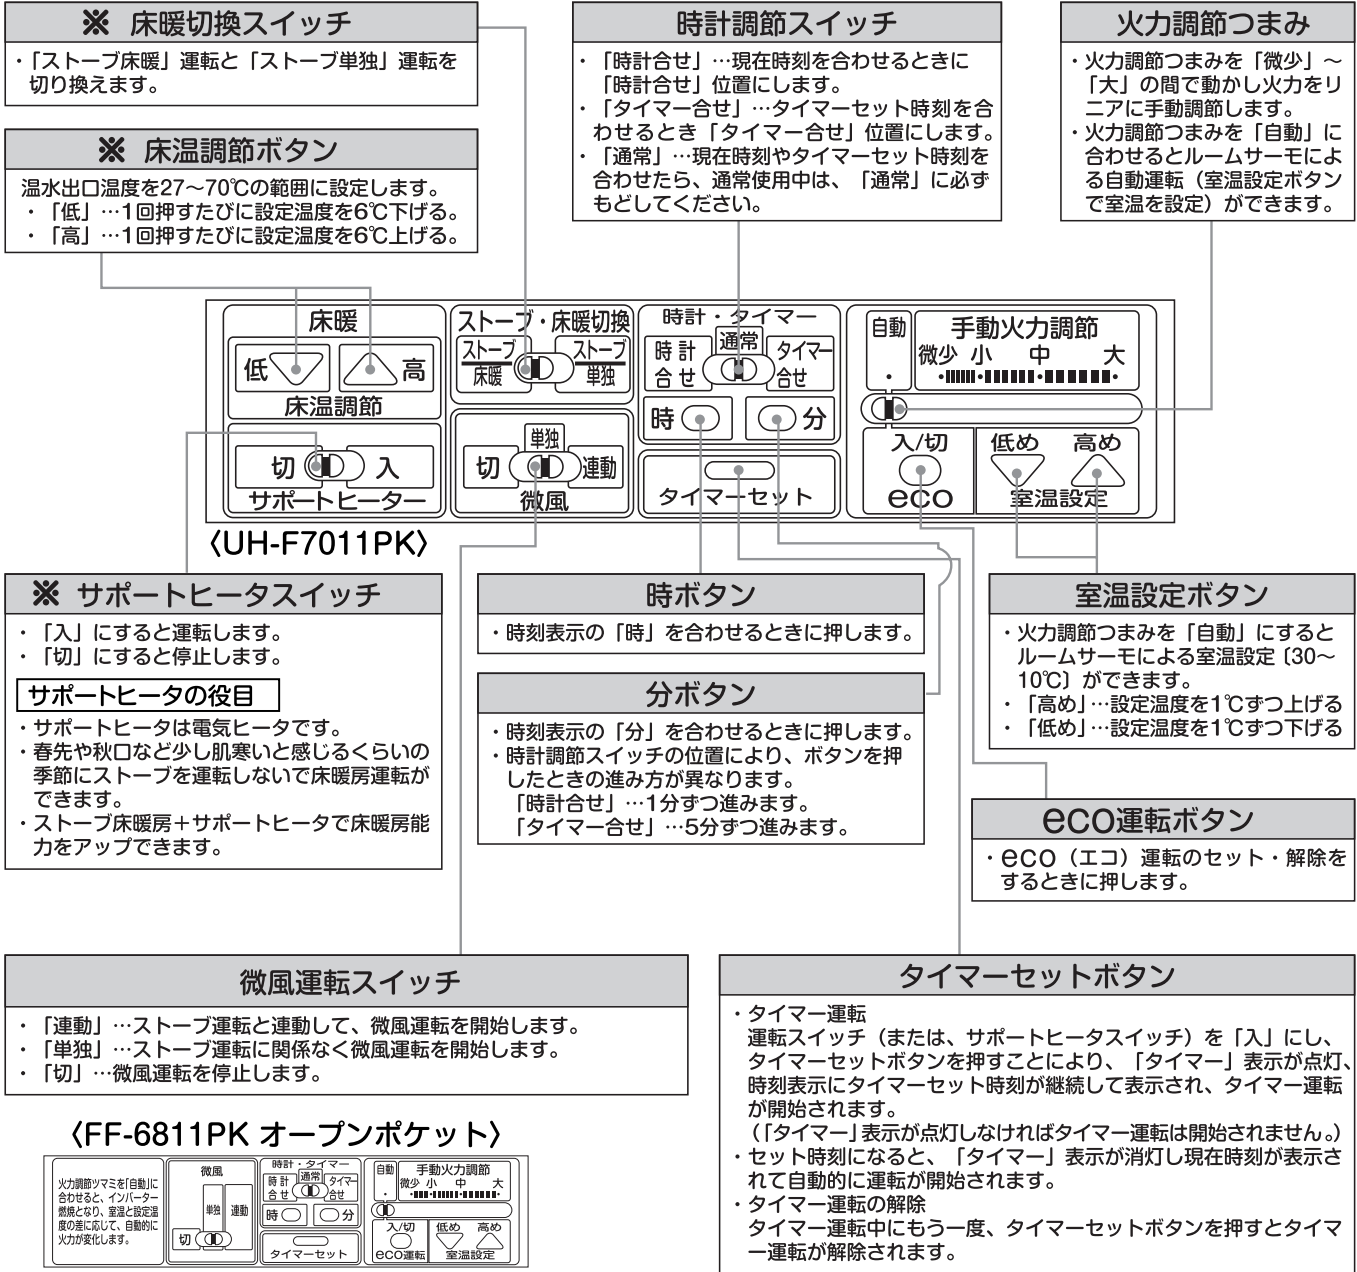 ※ 床暖切換スイッチ
・「ストーブ床暖」運転と「ストーブ単独」運転を
切り換えます。
※ 床温調節ボタン
温水出口温度を27～70℃の範囲に設定します。
・「低」…1回押すたびに設定温度を6℃下げる。
・「高」…1回押すたびに設定温度を6℃上げる。
時計調節スイッチ
・「時計合せ」…現在時刻を合わせるときに
「時計合せ」位置にします。
・「タイマー合せ」…タイマーセット時刻を合
わせるとき「タイマー合せ」位置にします。
・「通常」…現在時刻やタイマーセット時刻を
合わせたら、通常使用中は、「通常」に必ず
もどしてください。
火力調節つまみ
・火力調節つまみを「微少」～
「大」の間で動かし火力をリ
ニアに手動調節します。
・火力調節つまみを「自動」に
合わせるとルームサーモによ
る自動運転（室温設定ボタン
で室温を設定）ができます。
床暖
低 高
床温調節
切 入
サポートヒーター
ストーブ・床暖切換
ストーブ ストーブ
床暖 単独
単独
切 連動
微風
時計・タイマー
時計 通常 タイマー
合せ 合せ
時 分
タイマーセット
自動 手動火力調節
微少 小 中 大
入/切 低め 高め
eco 室温設定
〈UH-F7011PK〉
※ サポートヒータスイッチ
・「入」にすると運転します。
・「切」にすると停止します。
サポートヒータの役目
・サポートヒータは電気ヒータです。
・春先や秋口など少し肌寒いと感じるくらいの
季節にストーブを運転しないで床暖房運転が
できます。
・ストーブ床暖房＋サポートヒータで床暖房能
力をアップできます。
時ボタン
・時刻表示の「時」を合わせるときに押します。
分ボタン
・時刻表示の「分」を合わせるときに押します。
・時計調節スイッチの位置により、ボタンを押
したときの進み方が異なります。
「時計合せ」…1分ずつ進みます。
「タイマー合せ」…5分ずつ進みます。
室温設定ボタン
・火力調節つまみを「自動」にすると
ルームサーモによる室温設定〔30～
10℃〕ができます。
・「高め」…設定温度を1℃ずつ上げる
・「低め」…設定温度を1℃ずつ下げる
eco運転ボタン
・eco（エコ）運転のセット・解除を
するときに押します。
微風運転スイッチ
・「連動」…ストーブ運転と連動して、微風運転を開始します。
・「単独」…ストーブ運転に関係なく微風運転を開始します。
・「切」…微風運転を停止します。
タイマーセットボタン
・タイマー運転
運転スイッチ（または、サポートヒータスイッチ）を「入」にし、
タイマーセットボタンを押すことにより、「タイマー」表示が点灯、
時刻表示にタイマーセット時刻が継続して表示され、タイマー運転
が開始されます。
（「タイマー」表示が点灯しなければタイマー運転は開始されません。）
・セット時刻になると、「タイマー」表示が消灯し現在時刻が表示さ
れて自動的に運転が開始されます。
・タイマー運転の解除
タイマー運転中にもう一度、タイマーセットボタンを押すとタイマ
ー運転が解除されます。
〈FF-6811PK オープンポケット〉
火力調節ツマミを「自動」に
合わせると、インバーター
燃焼となり、室温と設定温
度の差に応じて、自動的に
火力が変化します。
微風
単独 連動
切
時計・タイマー
時計 通常 タイマー
合せ 合せ
時 分
タイマーセット
自動 手動火力調節
微少 小 中 大
入/切 低め 高め
eco運転 室温設定